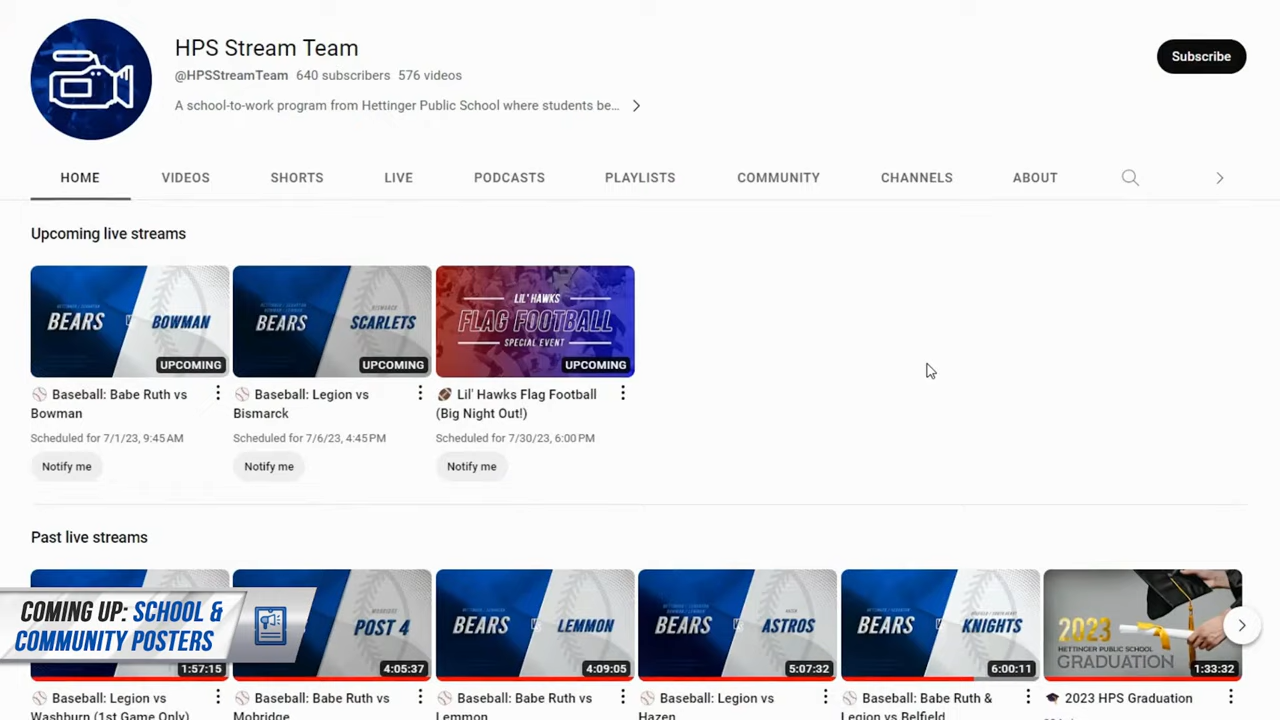 HPS Stream Team
Subscribe
@HPSStreamTeam 640 subscribers 576 videos
A school-to-work program from Hettinger Public School where students be...
HOME VIDEOS SHORTS LIVE PODCASTS PLAYLISTS COMMUNITY CHANNELS ABOUT
Upcoming live streams
BEARS BOWMAN
UPCOMING
BEARS SCARLETS
UPCOMING
LIL' HAWKS
FLAG FOOTBALL
SPECIAL EVENT
UPCOMING
Baseball: Babe Ruth vs
Bowman
Scheduled for 7/1/23, 9:45 AM
Notify me
Baseball: Legion vs
Bismarck
Scheduled for 7/6/23, 4:45 PM
Notify me
Lil' Hawks Flag Football
(Big Night Out!)
Scheduled for 7/30/23, 6:00 PM
Notify me
Past live streams
COMING UP: SCHOOL &
COMMUNITY POSTERS
1:57:15
POST 4
4:05:37
BEARS LEMMON
4:09:05
BEARS ASTROS
5:07:32
BEARS KNIGHTS
6:00:11
2023
HETTINGER PUBLIC SCHOOL
GRADUATION
1:33:32
Baseball: Legion vs
Washburn (1st Game Only)
Baseball: Babe Ruth vs
Mobridge
Baseball: Babe Ruth vs
Lemmon
Baseball: Legion vs
Hazen
Baseball: Babe Ruth &
Legion vs Belfield
2023 HPS Graduation